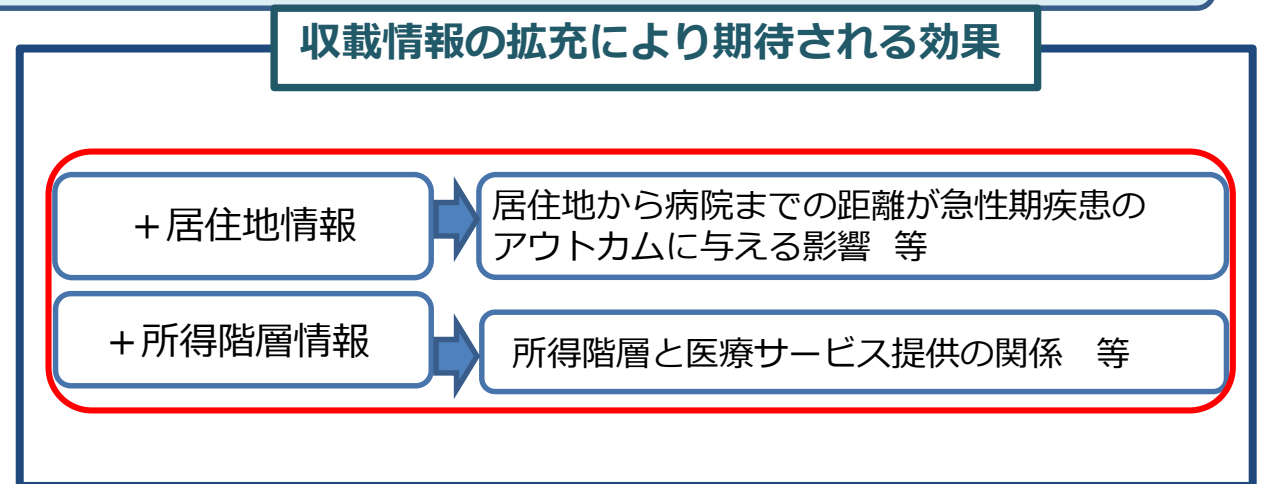 収載情報の拡充により期待される効果
＋居住地情報
居住地から病院までの距離が急性期疾患の
アウトカムに与える影響 等
＋所得階層情報
所得階層と医療サービス提供の関係　等